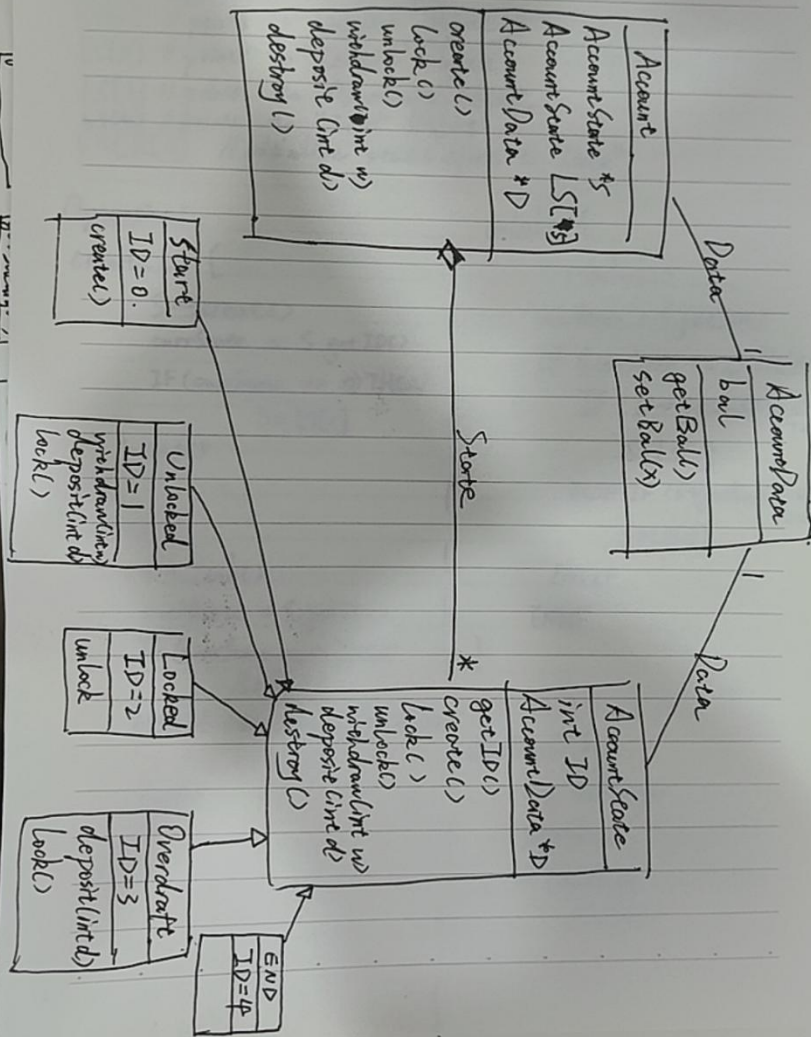 Account
AccountState *s
AccountState LS[5]
AccountData *D
create()
lock()
unlock()
withdraw(int w)
deposit(int d)
destroy()
Data
1
AccountData
bal
getBal()
setBal(x)
1
Data
State
*
AccountState
int ID
AccountData *D
getID()
create()
lock()
unlock()
withdraw(int w)
deposit(int d)
destroy()
Start
ID=0.
create()
Unlocked
ID=1
withdraw(int w)
deposit(int d)
lock()
Locked
ID=2
unlock
Overdraft
ID=3
deposit(int d)
lock()
END
ID=4